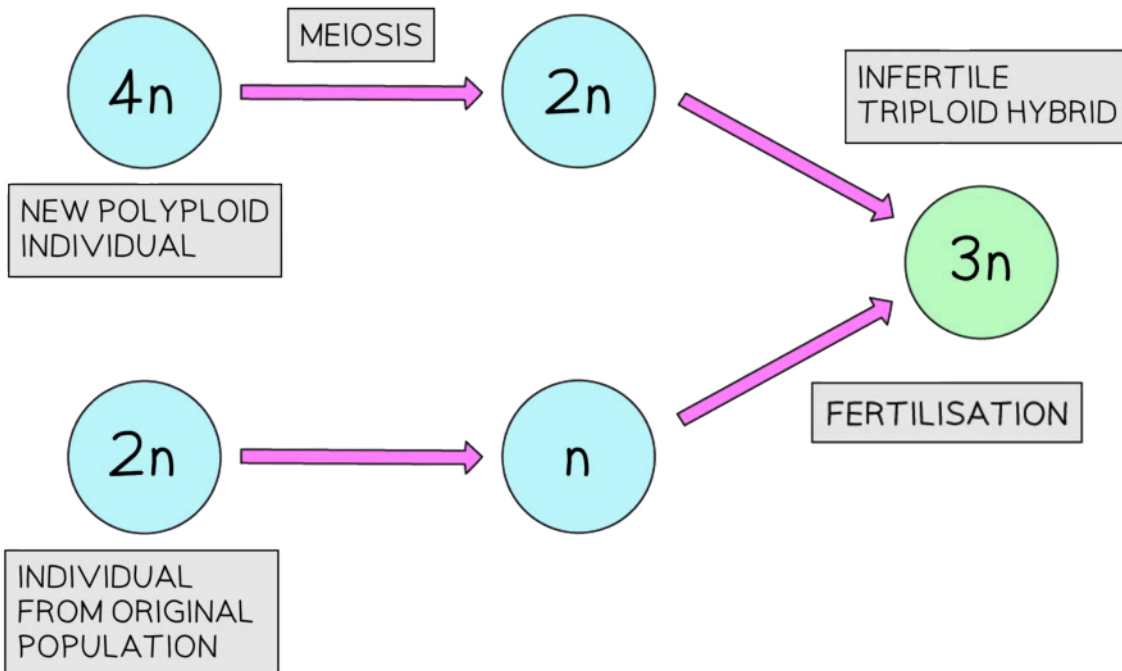 MEIOSIS
4n
2n
INFERTILE
TRIPLOID HYBRID
NEW POLYPLOID
INDIVIDUAL
3n
FERTILISATION
2n
n
INDIVIDUAL
FROM ORIGINAL
POPULATION